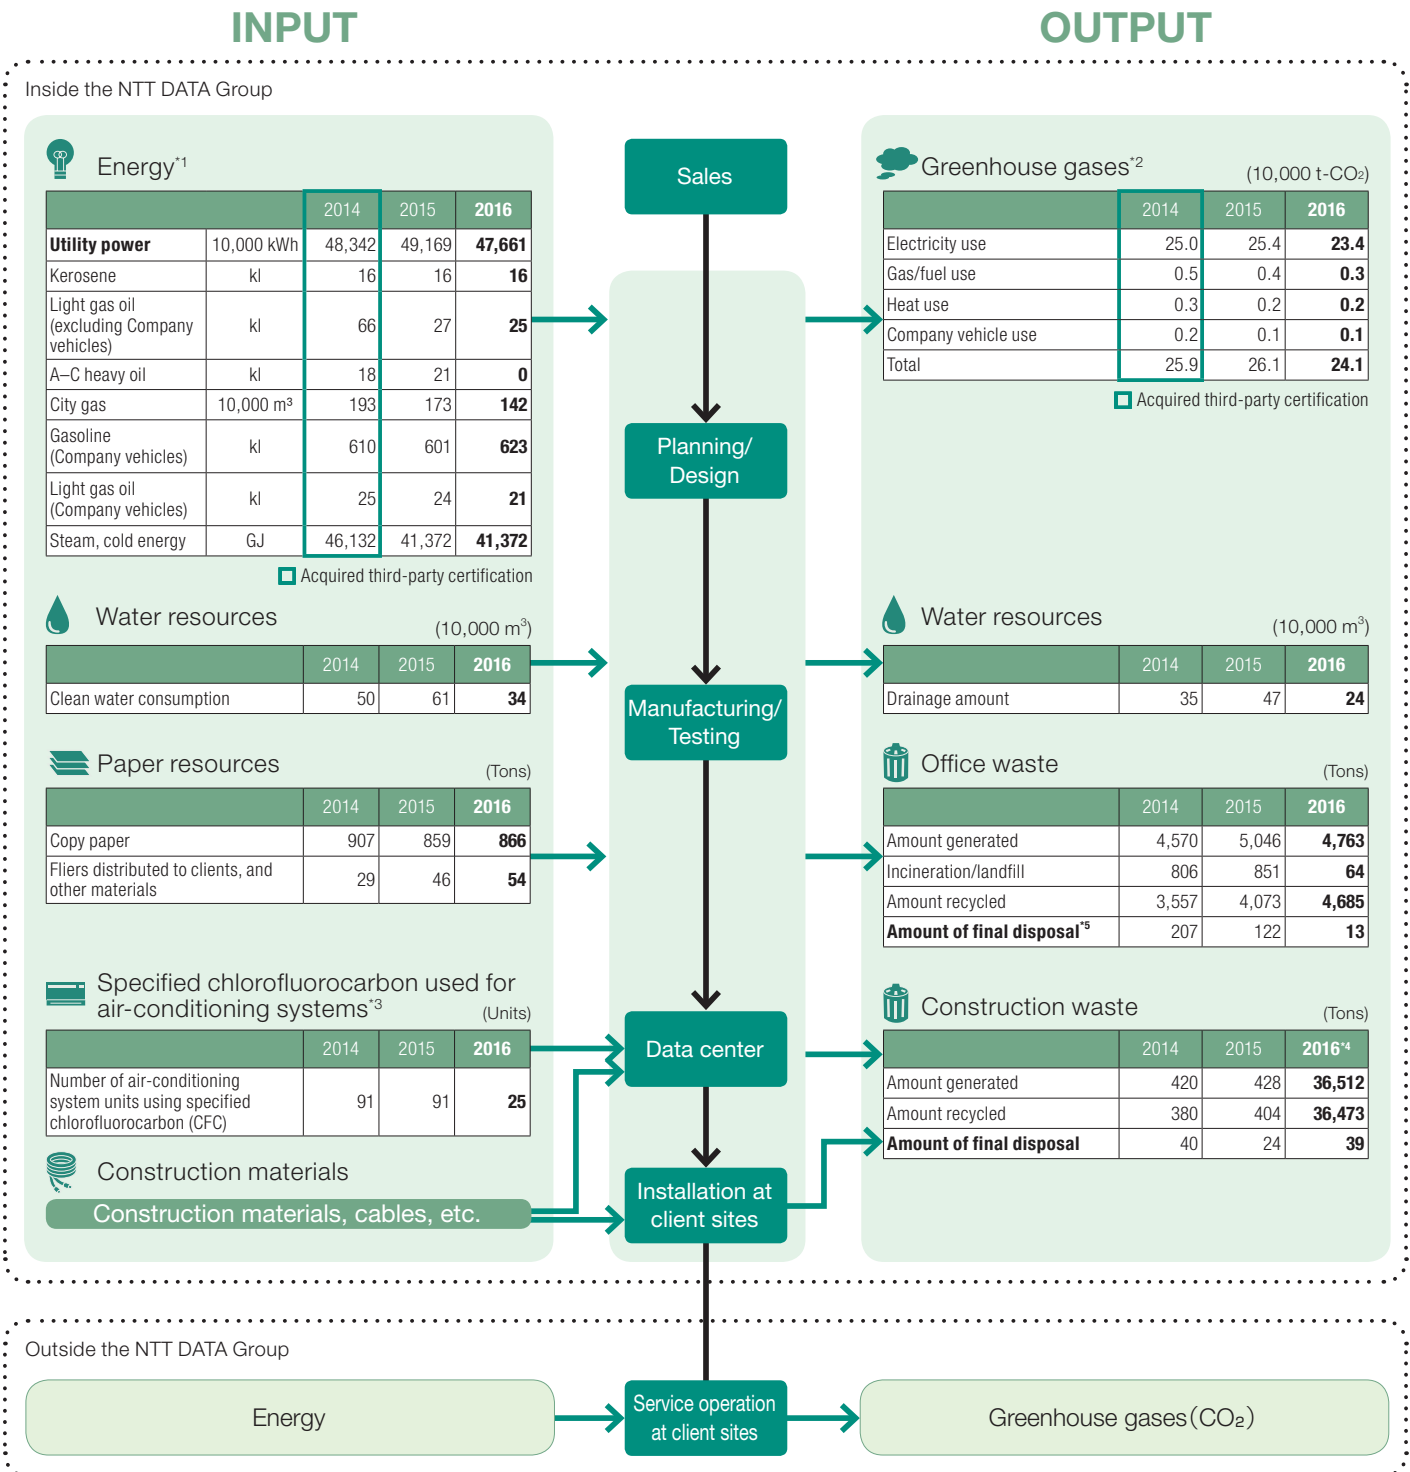 INPUT
OUTPUT
Inside the NTT DATA Group
Energy*1
2014 2015 2016
Utility power 10,000 kWh 48,342 49,169 47,661
Kerosene kl 16 16 16
Light gas oil
(excluding Company
vehicles)
kl 66 27 25
A–C heavy oil kl 18 21 0
City gas 10,000 m³ 193 173 142
Gasoline
(Company vehicles)
kl 610 601 623
Light gas oil
(Company vehicles)
kl 25 24 21
Steam, cold energy GJ 46,132 41,372 41,372
Acquired third-party certification
Water resources
(10,000 m³)
2014 2015 2016
Clean water consumption 50 61 34
Paper resources
(Tons)
2014 2015 2016
Copy paper 907 859 866
Fliers distributed to clients, and
other materials
29 46 54
Specified chlorofluorocarbon used for
air-conditioning systems*3
(Units)
2014 2015 2016
Number of air-conditioning
system units using specified
chlorofluorocarbon (CFC)
91 91 25
Construction materials
Construction materials, cables, etc.
Sales
Planning/
Design
Manufacturing/
Testing
Data center
Installation at
client sites
Greenhouse gases*2
(10,000 t-CO₂)
2014 2015 2016
Electricity use 25.0 25.4 23.4
Gas/fuel use 0.5 0.4 0.3
Heat use 0.3 0.2 0.2
Company vehicle use 0.2 0.1 0.1
Total 25.9 26.1 24.1
Acquired third-party certification
Water resources
(10,000 m³)
2014 2015 2016
Drainage amount 35 47 24
Office waste
(Tons)
2014 2015 2016
Amount generated 4,570 5,046 4,763
Incineration/landfill 806 851 64
Amount recycled 3,557 4,073 4,685
Amount of final disposal*5 207 122 13
Construction waste
(Tons)
2014 2015 2016*4
Amount generated 420 428 36,512
Amount recycled 380 404 36,473
Amount of final disposal 40 24 39
Outside the NTT DATA Group
Energy
Service operation
at client sites
Greenhouse gases (CO₂)